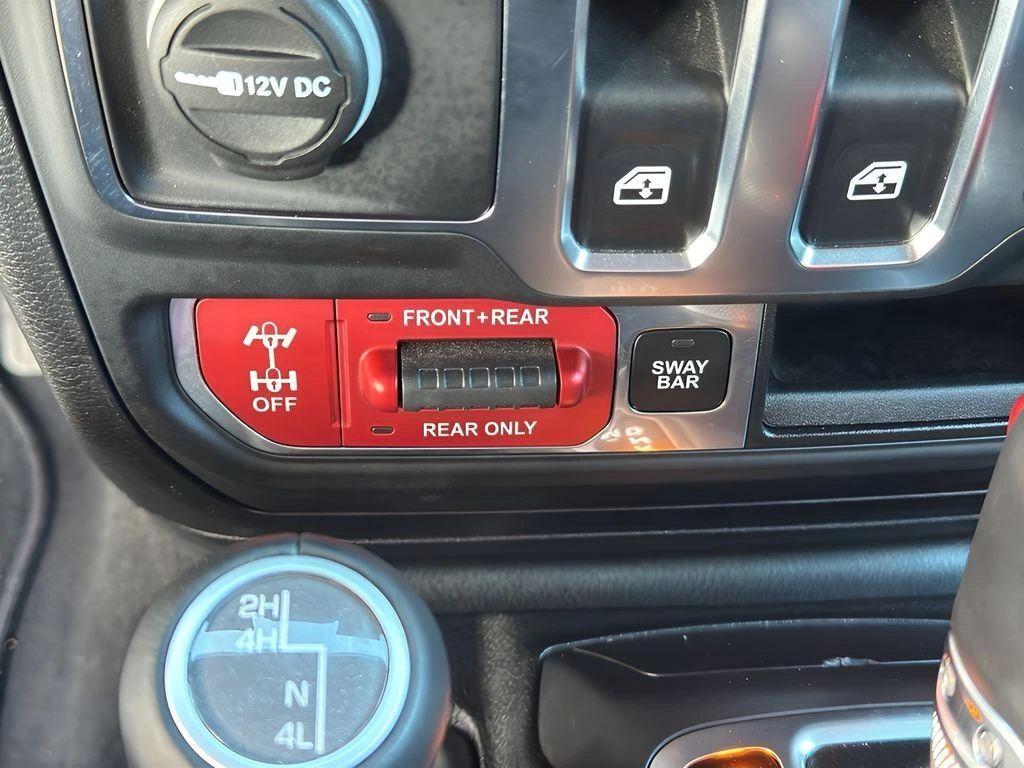 12V DC
FRONT+REAR
OFF
REAR ONLY
SWAY
BAR
2H
4H
N
4L